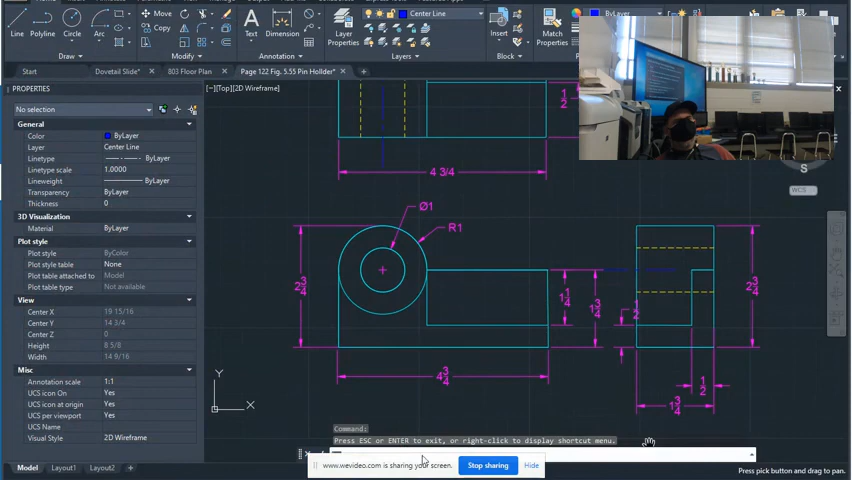 Center Line
ByLayer
Line
Polyline
Circle
Arc
Move
Copy
Text
Dimension
Layer
Properties
Insert
Match
Properties
Draw
Modify
Annotation
Layers
Start
Dovetail Slide*
803 Floor Plan
Page 122 Fig. 5.55 Pin Hollder*
PROPERTIES
[−][Top][2D Wireframe]
No selection
General
Color ByLayer
Layer Center Line
Linetype ByLayer
Linetype scale 1.0000
Lineweight ByLayer
Transparency ByLayer
Thickness 0
3D Visualization
Material ByLayer
Plot style
Plot style ByColor
Plot style table None
Plot table attached to Model
Plot table type Not available
View
Center X 19 15/16
Center Y 14 3/4
Center Z 0
Height 8 5/8
Width 14 9/16
Misc
Annotation scale 1:1
UCS icon On Yes
UCS icon at origin Yes
UCS per viewport Yes
UCS Name
Visual Style 2D Wireframe
1/2
4 3/4
S
WCS
Ø1
R1
2 3/4
1 1/4
1 3/4
1/2
2 3/4
1/2
4 3/4
1 3/4
Y
X
Command:
Press ESC or ENTER to exit, or right-click to display shortcut menu.
www.wevideo.com is sharing your screen.
Stop sharing
Hide
Model
Layout1
Layout2
Press pick button and drag to pan.